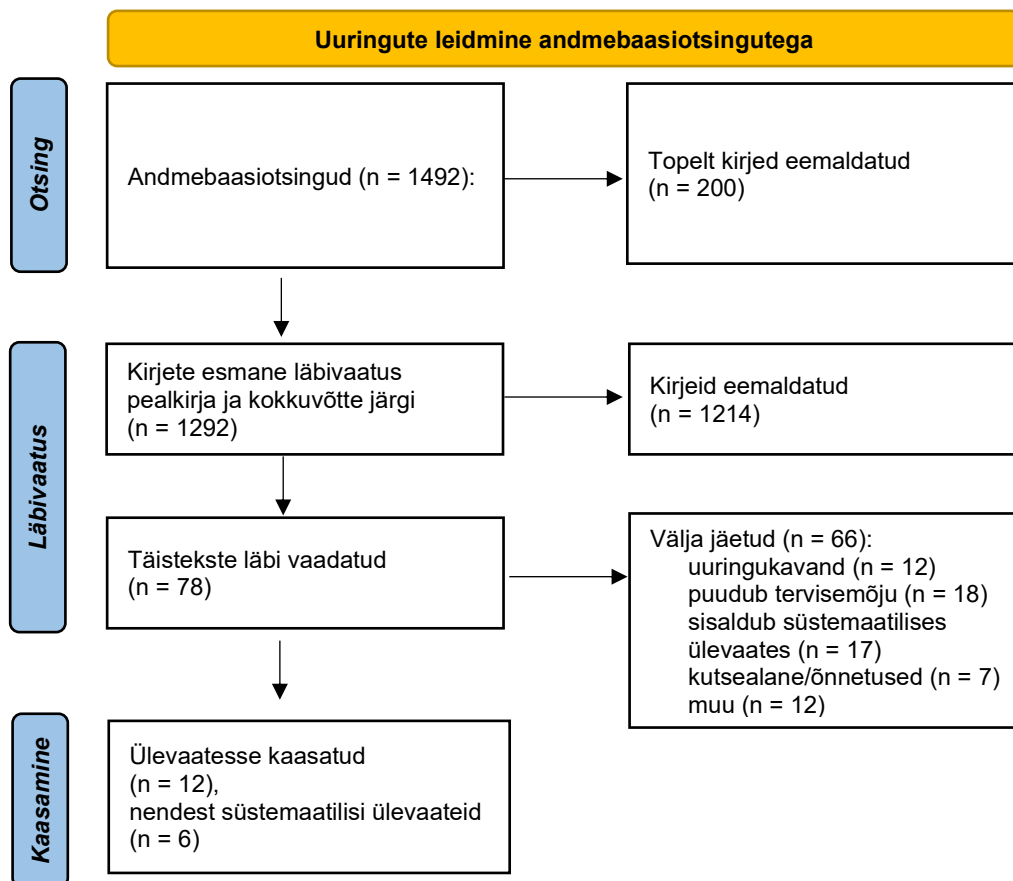 Uuringute leidmine andmebaasiotsingutega
Otsing
Andmebaasiotsingud (n = 1492):
Topelt kirjed eemaldatud
(n = 200)
Läbivaatus
Kirjete esmane läbivaatus
pealkirja ja kokkuvõtte järgi
(n = 1292)
Kirjeid eemaldatud
(n = 1214)
Täistekste läbi vaadatud
(n = 78)
Välja jäetud (n = 66):
uuringukavand (n = 12)
puudub tervisemõju (n = 18)
sisaldub süstemaatilises
ülevaates (n = 17)
kutsealane/õnnetused (n = 7)
muu (n = 12)
Kaasamine
Ülevaatesse kaasatud
(n = 12),
nendest süstemaatilisi ülevaateid
(n = 6)